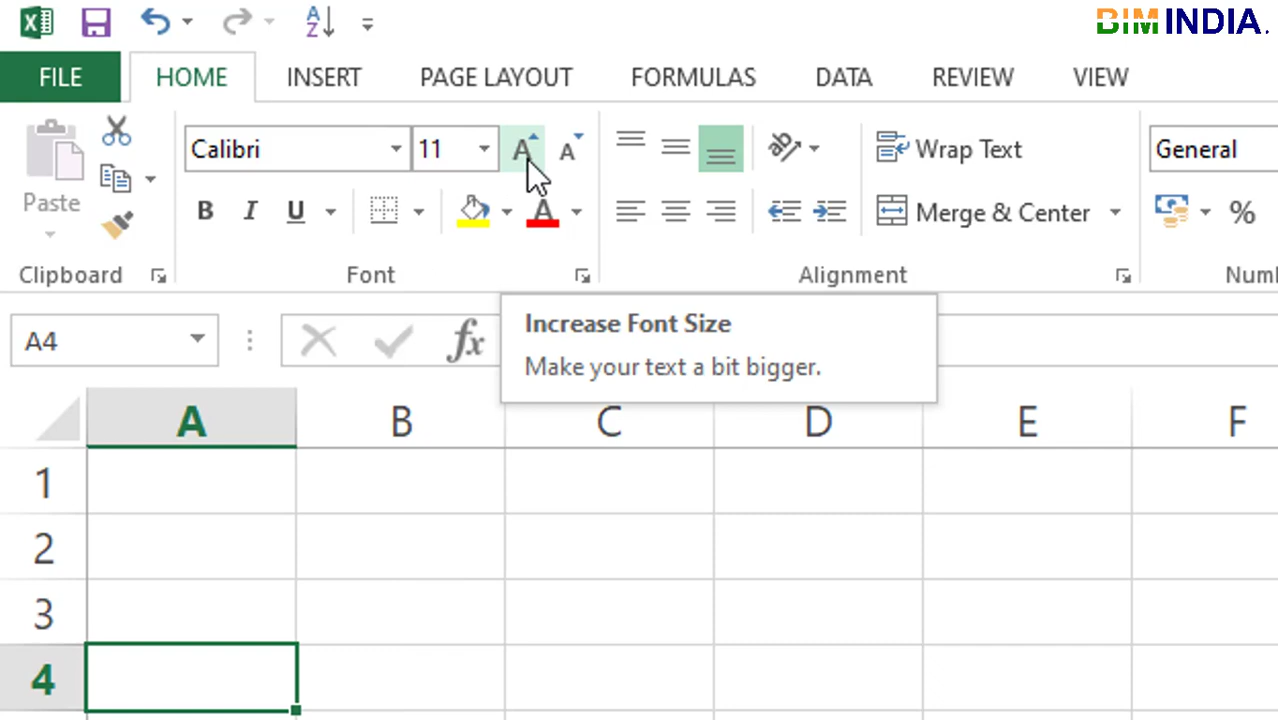 BIM INDIA.
FILE HOME INSERT PAGE LAYOUT FORMULAS DATA REVIEW VIEW
Calibri 11 A A Wrap Text General
Paste B I U A Merge & Center %
Clipboard Font Alignment
Increase Font Size
Make your text a bit bigger.
A4 fx
A B C D E F
1
2
3
4